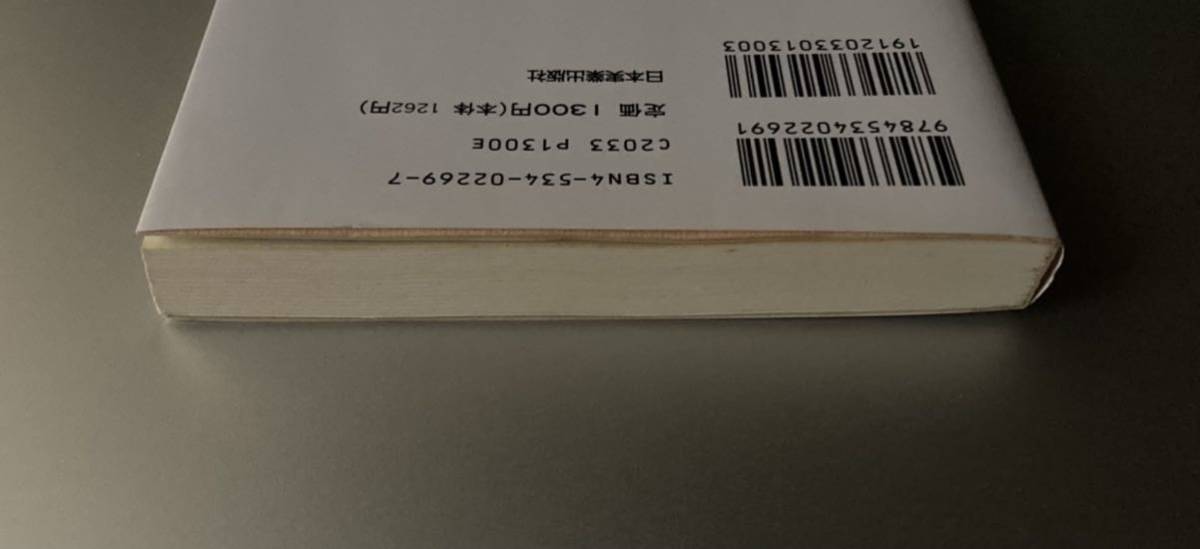 9784534022691
1912033013003
ISBN4-534-02269-7
C2033 P1300E
定価 1300円(本体 1262円)
日本実業出版社